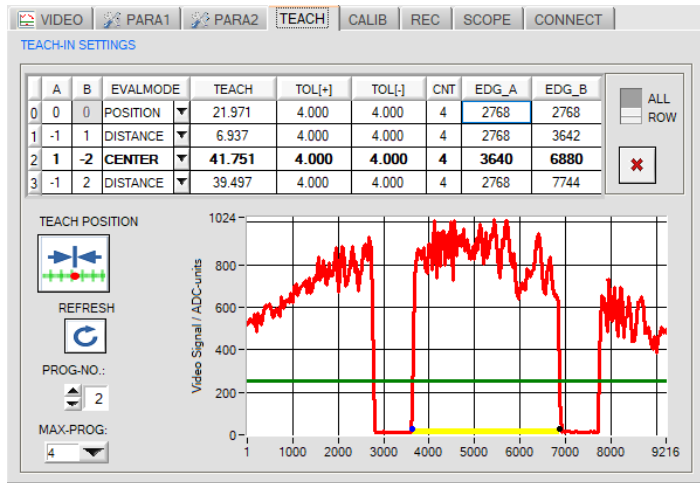 VIDEO PARA1 PARA2 TEACH CALIB REC SCOPE CONNECT
TEACH-IN SETTINGS
A B EVALMODE TEACH TOL[+] TOL[-] CNT EDG_A EDG_B
0 0 0 POSITION 21.971 4.000 4.000 4 2768 2768
1 -1 1 DISTANCE 6.937 4.000 4.000 4 2768 3642
2 1 -2 CENTER 41.751 4.000 4.000 4 3640 6880
3 -1 2 DISTANCE 39.497 4.000 4.000 4 2768 7744
ALL
ROW
TEACH POSITION
REFRESH
PROG-NO.:
2
MAX-PROG:
4
Video Signal / ADC-units
1024
800
600
400
200
0
1 1000 2000 3000 4000 5000 6000 7000 8000 9216